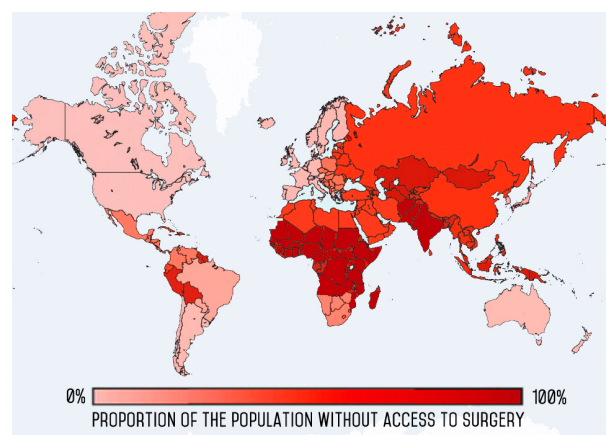 0% 100%
PROPORTION OF THE POPULATION WITHOUT ACCESS TO SURGERY